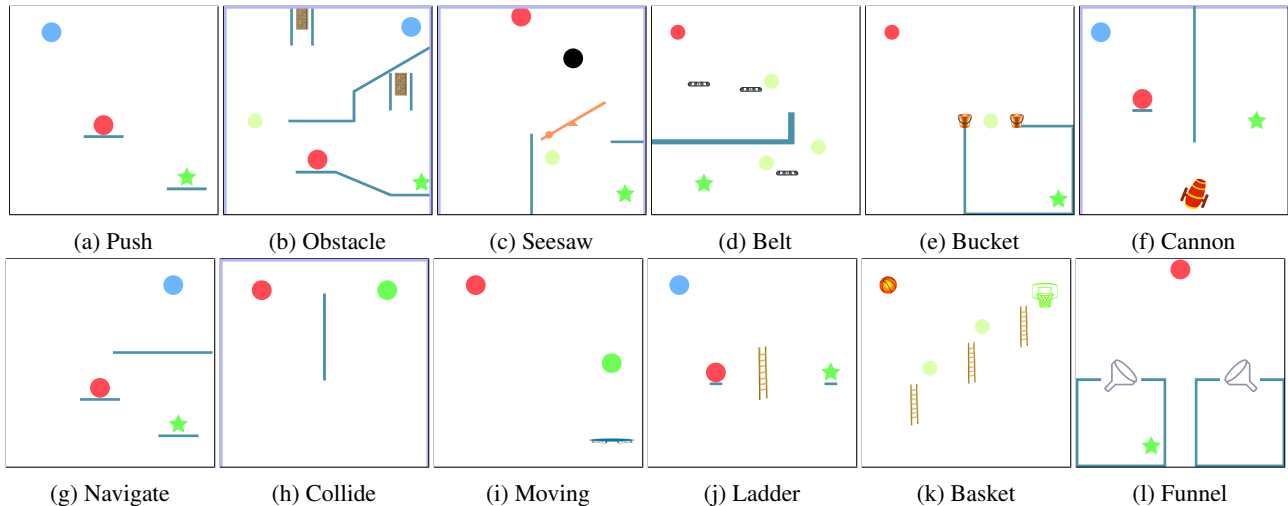 (a) Push
(b) Obstacle
(c) Seesaw
(d) Belt
(e) Bucket
(f) Cannon
(g) Navigate
(h) Collide
(i) Moving
(j) Ladder
(k) Basket
(l) Funnel